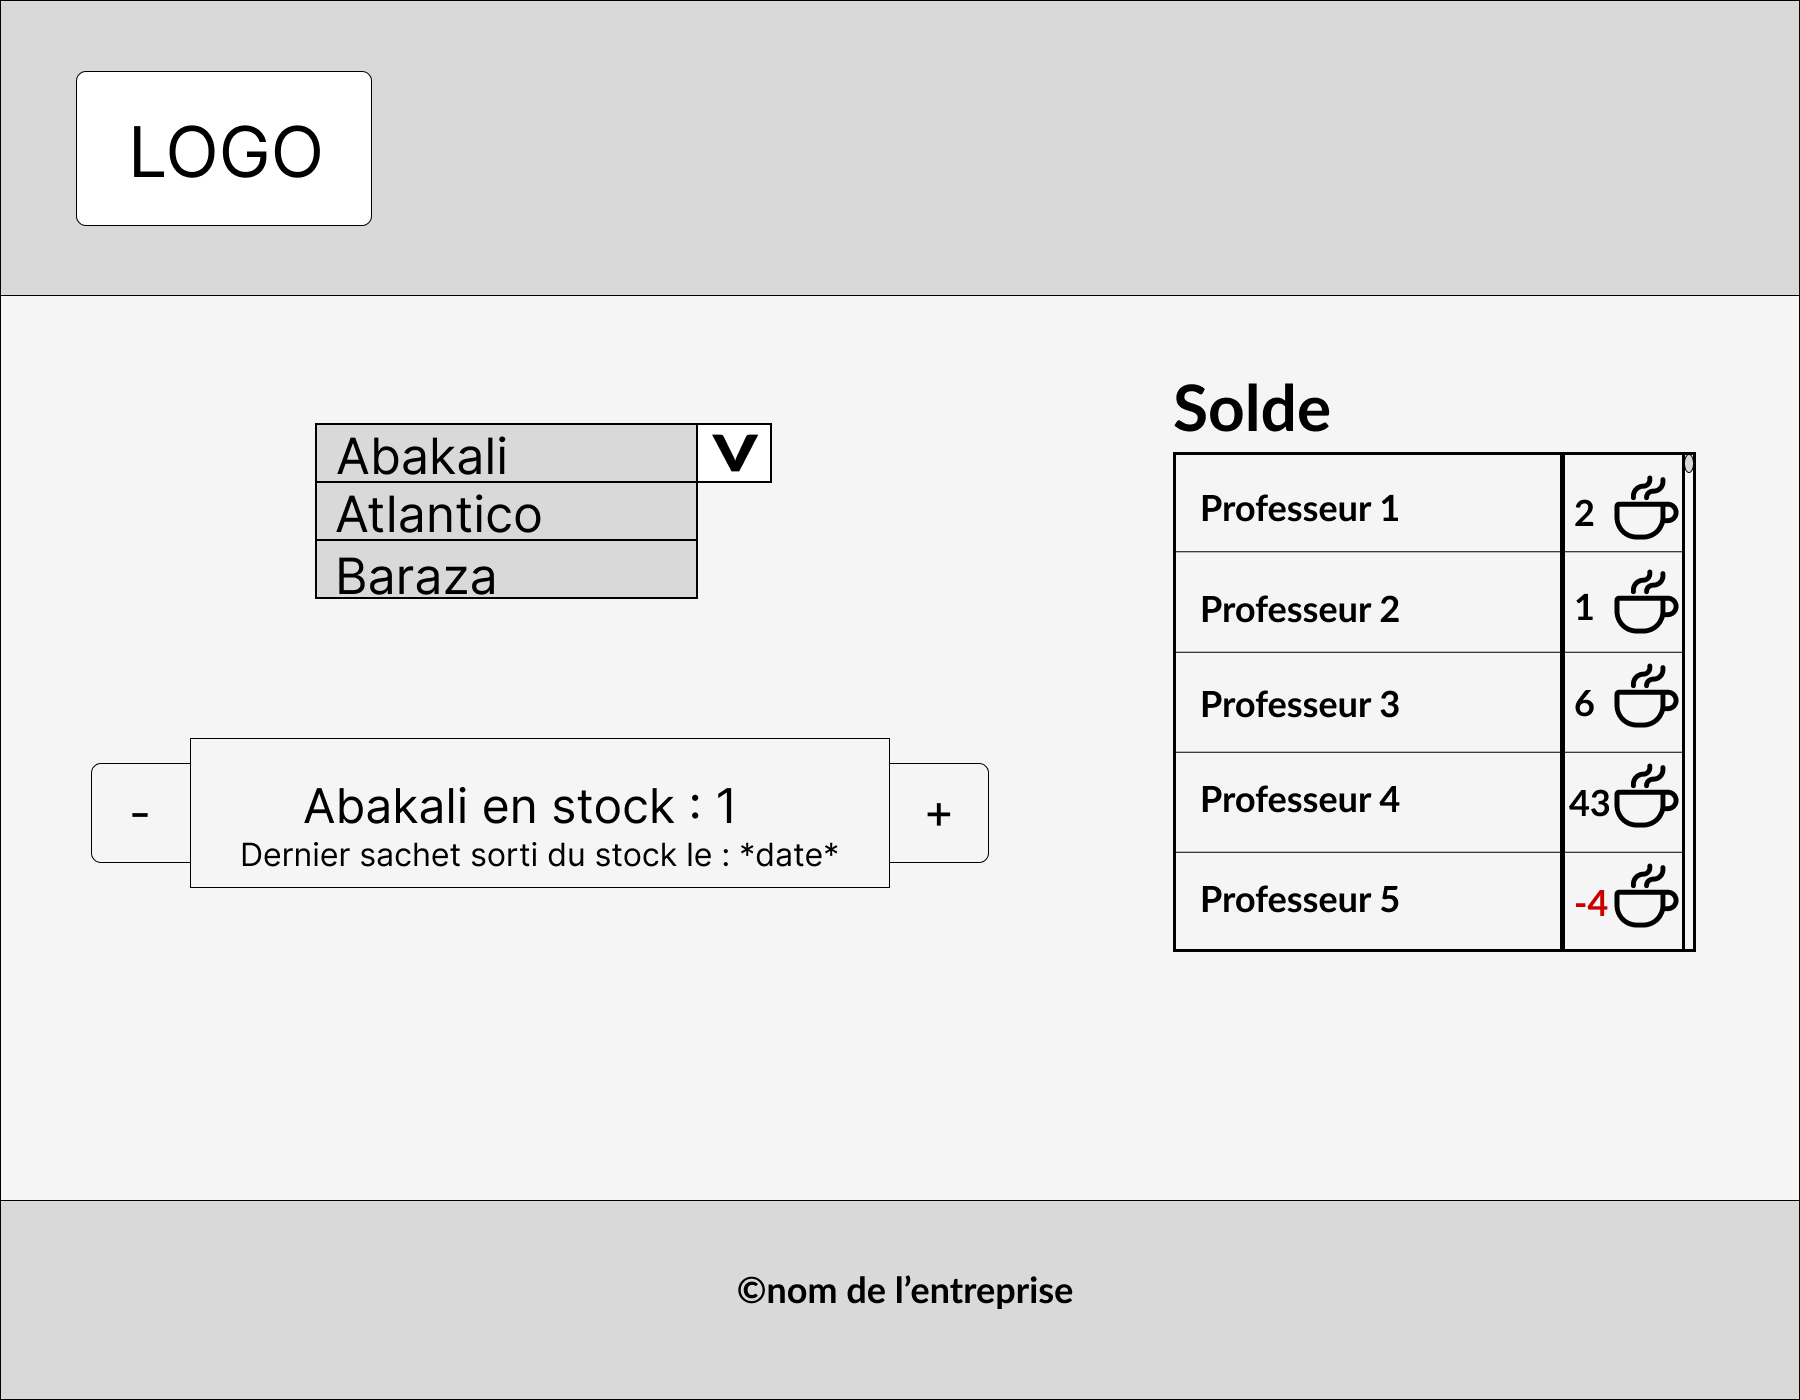 LOGO
Abakali V
Atlantico
Baraza
- Abakali en stock : 1 +
Dernier sachet sorti du stock le : *date*
Solde
Professeur 1 2
Professeur 2 1
Professeur 3 6
Professeur 4 43
Professeur 5 -4
©nom de l’entreprise